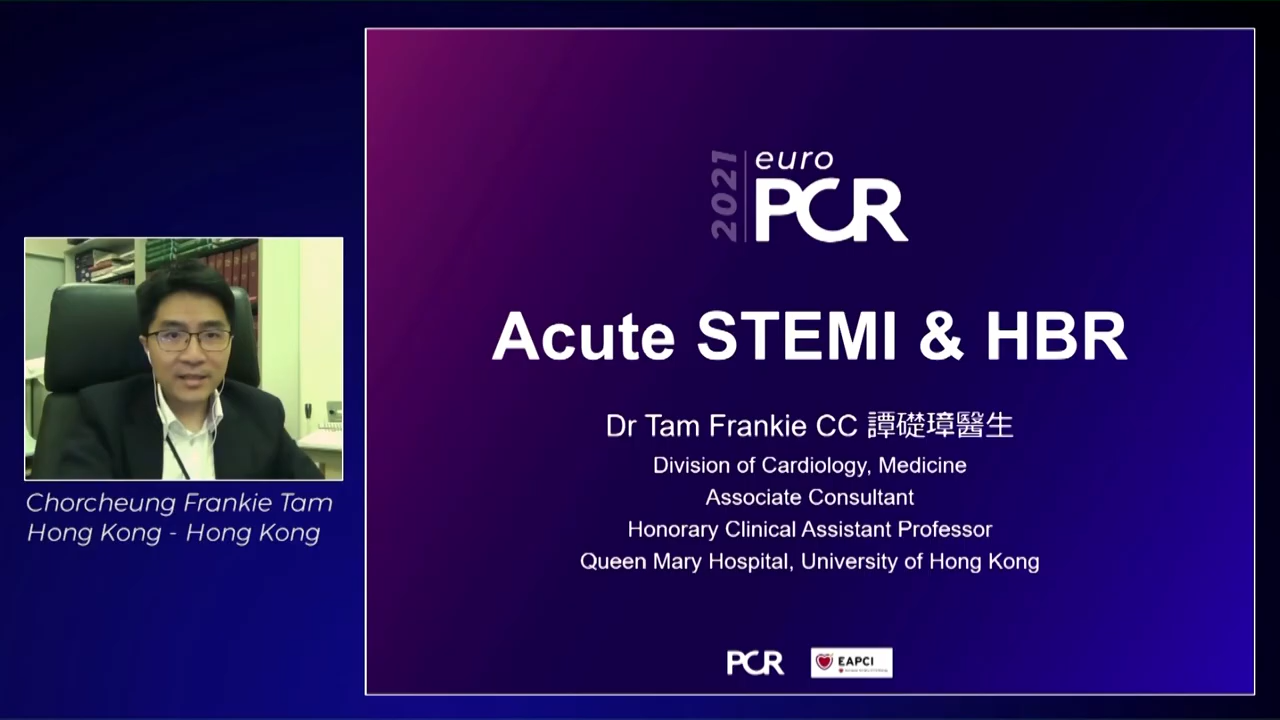 2021
euro
PCR
Acute STEMI & HBR
Dr Tam Frankie CC 譚礎璋醫生
Division of Cardiology, Medicine
Associate Consultant
Honorary Clinical Assistant Professor
Queen Mary Hospital, University of Hong Kong
Chorcheung Frankie Tam
Hong Kong - Hong Kong
PCR
EAPCI